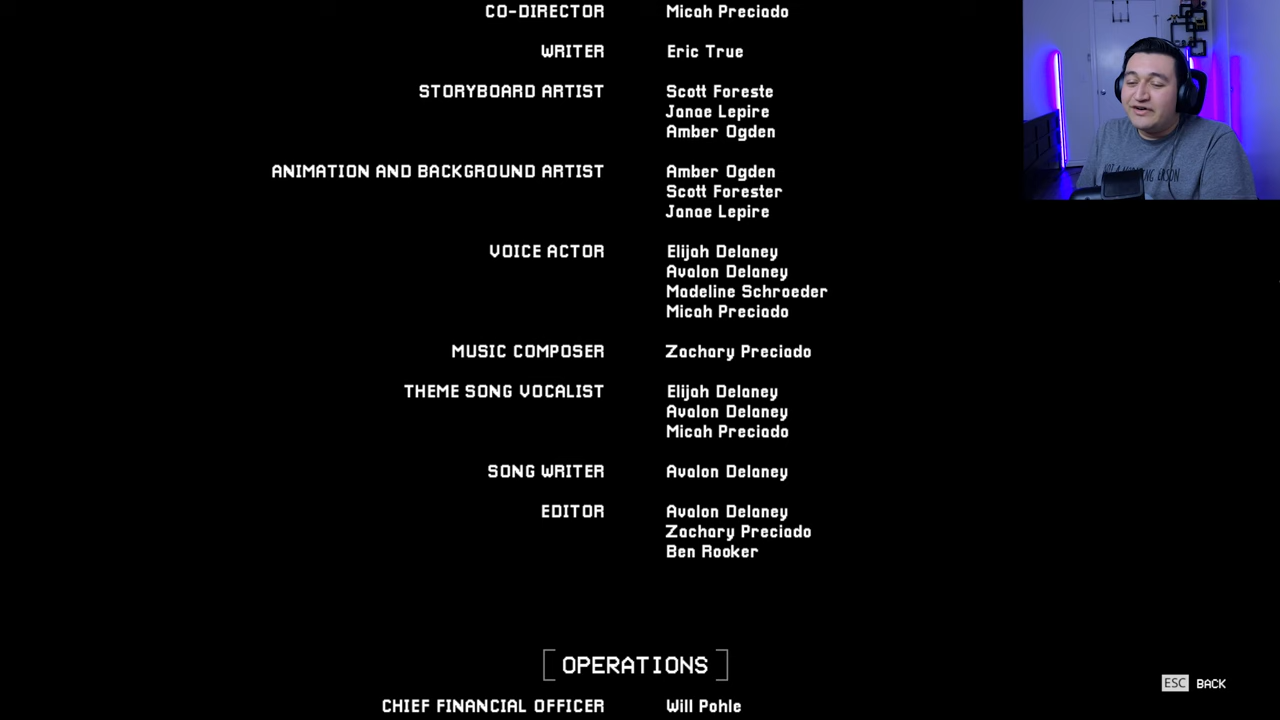 CO-DIRECTOR Micah Preciado
WRITER Eric True
STORYBOARD ARTIST Scott Foreste
Janae Lepire
Amber Ogden
ANIMATION AND BACKGROUND ARTIST Amber Ogden
Scott Forester
Janae Lepire
VOICE ACTOR Elijah Delaney
Avalon Delaney
Madeline Schroeder
Micah Preciado
MUSIC COMPOSER Zachary Preciado
THEME SONG VOCALIST Elijah Delaney
Avalon Delaney
Micah Preciado
SONG WRITER Avalon Delaney
EDITOR Avalon Delaney
Zachary Preciado
Ben Rooker
OPERATIONS
CHIEF FINANCIAL OFFICER Will Pohle
ESC BACK